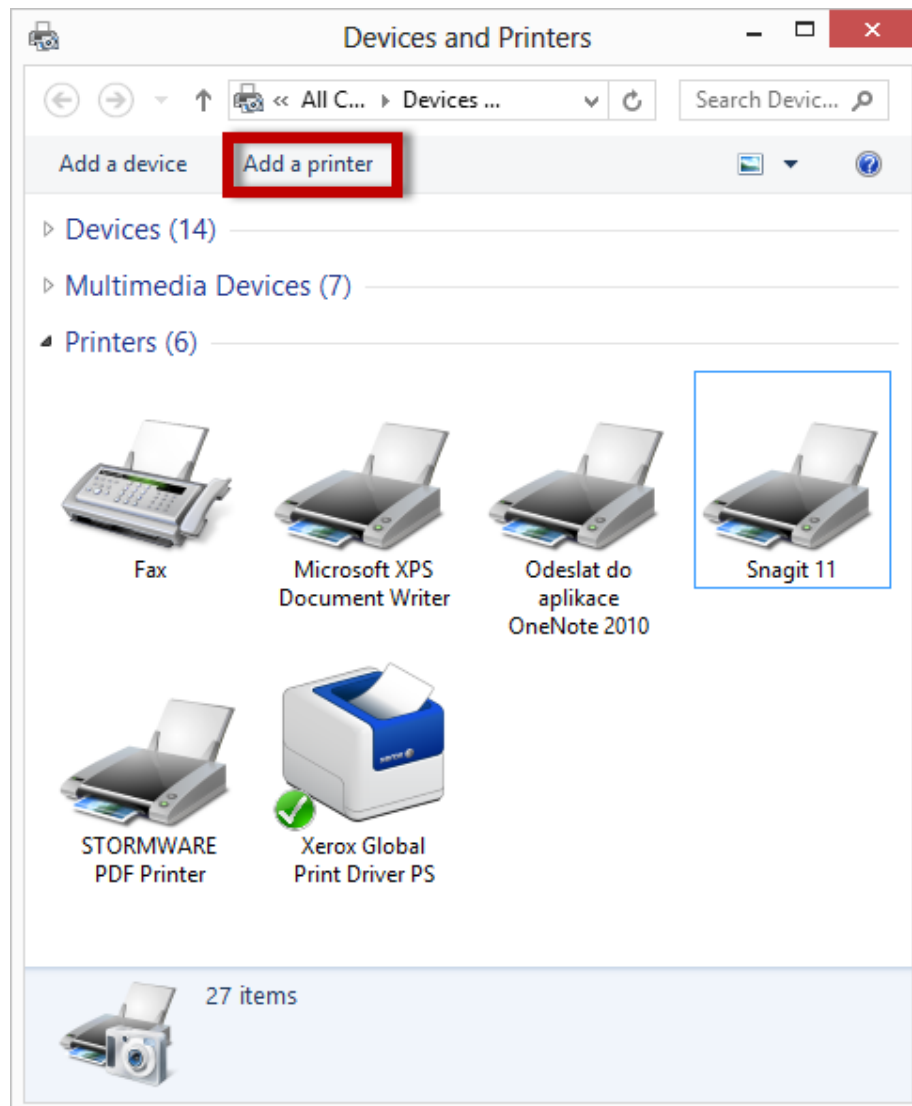 Devices and Printers
« All C... Devices ...
Search Devic...
Add a device Add a printer
Devices (14)
Multimedia Devices (7)
Printers (6)
Fax
Microsoft XPS
Document Writer
Odeslat do
aplikace
OneNote 2010
Snagit 11
xerox
STORMWARE
PDF Printer
Xerox Global
Print Driver PS
27 items